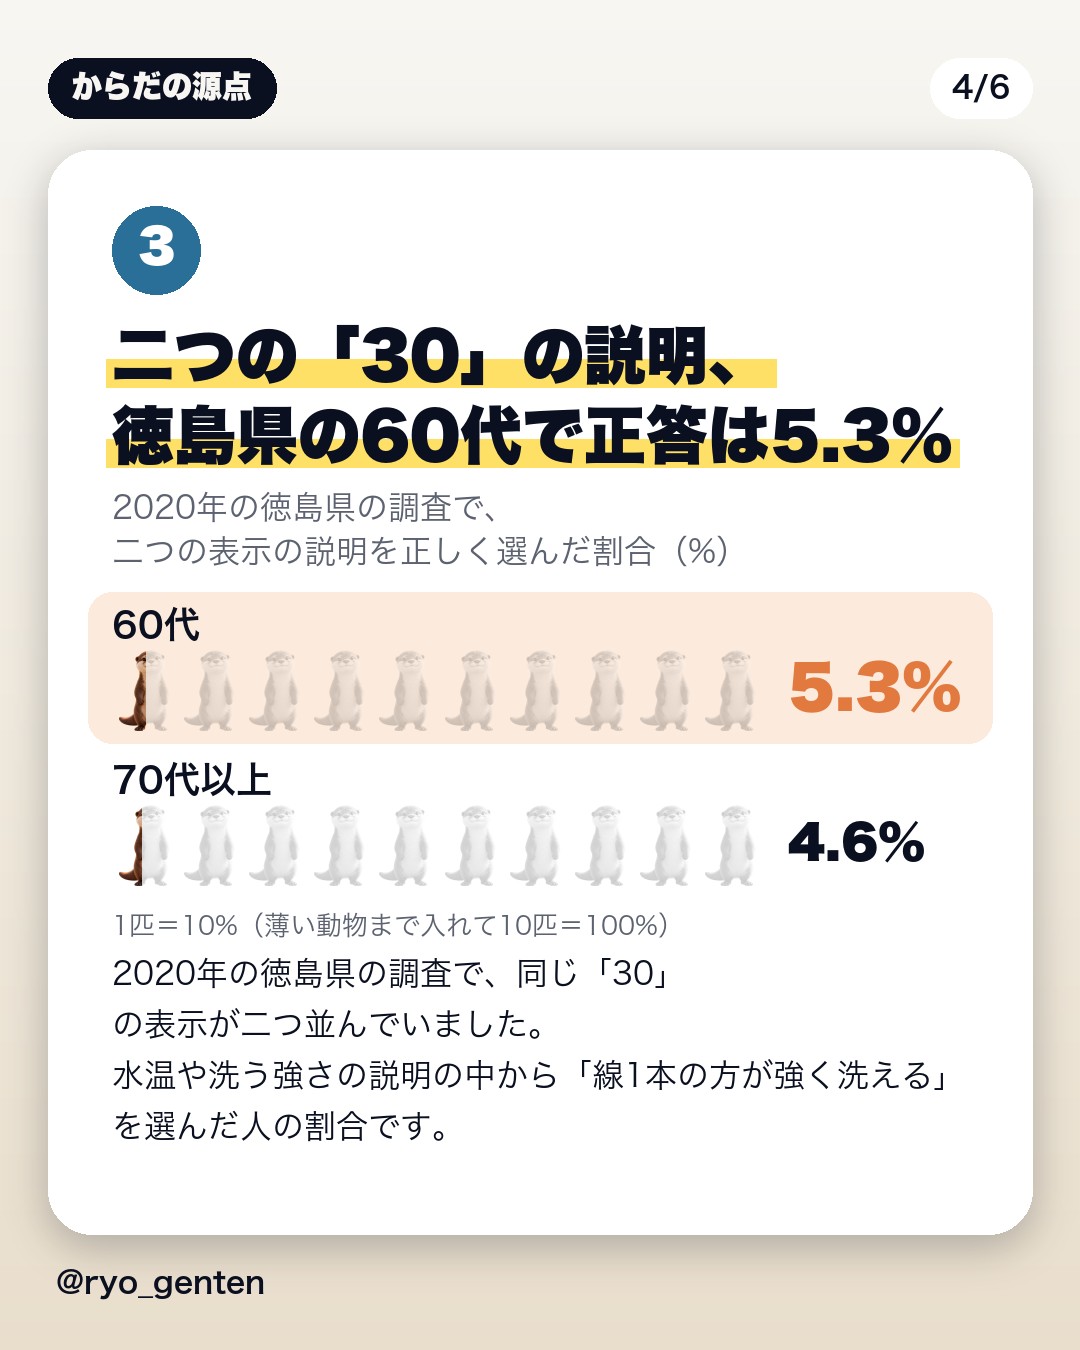 からだの源点
4/6
3
二つの「30」の説明、
徳島県の60代で正答は5.3%
2020年の徳島県の調査で、
二つの表示の説明を正しく選んだ割合（%）
60代
5.3%
70代以上
4.6%
1匹＝10%（薄い動物まで入れて10匹＝100%）
2020年の徳島県の調査で、同じ「30」
の表示が二つ並んでいました。
水温や洗う強さの説明の中から「線1本の方が強く洗える」
を選んだ人の割合です。
@ryo_genten